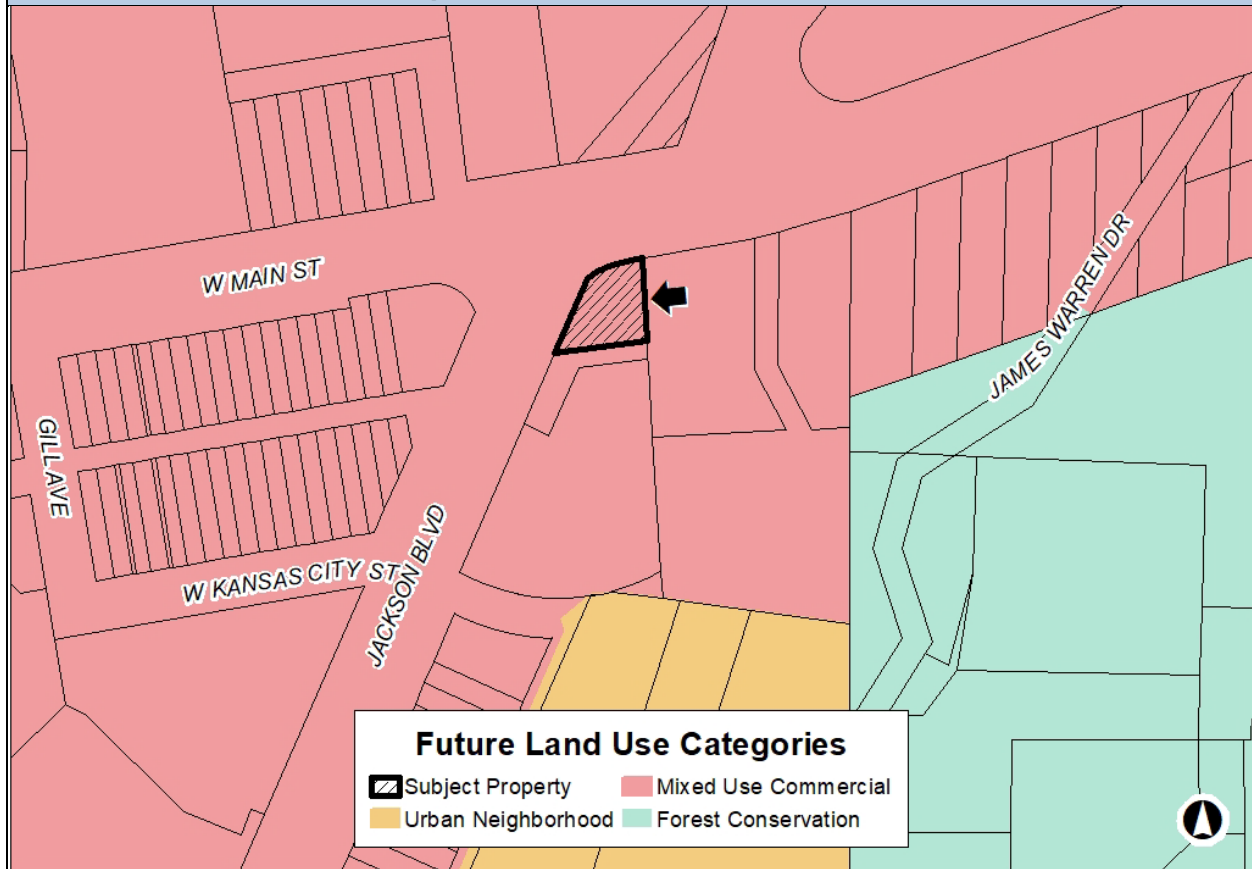 W MAIN ST
JAMES WARREN DR
GILL AVE
JACKSON BLVD
W KANSAS CITY ST
Future Land Use Categories
Subject Property
Mixed Use Commercial
Urban Neighborhood
Forest Conservation